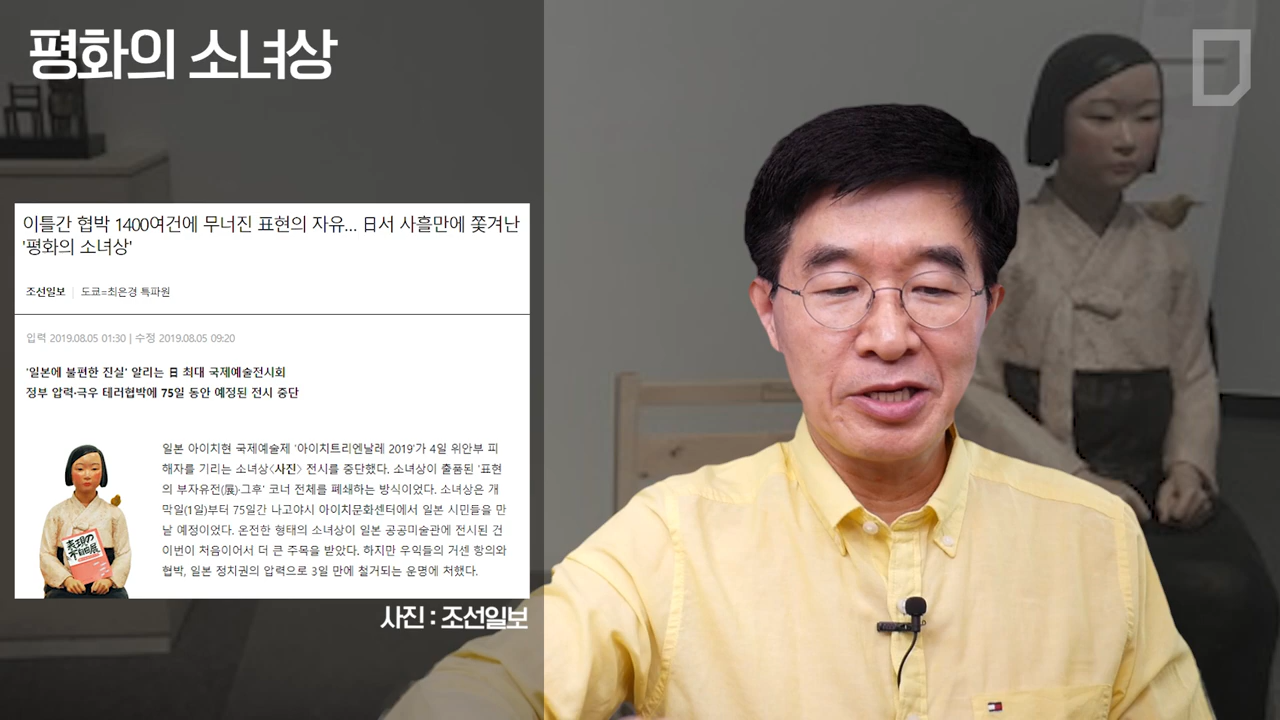 평화의 소녀상
이틀간 협박 1400여건에 무너진 표현의 자유... 日서 사흘만에 쫓겨난
'평화의 소녀상'
조선일보 | 도쿄=최은경 특파원
입력 2019.08.05 01:30 | 수정 2019.08.05 09:20
'일본에 불편한 진실' 알리는 日 최대 국제예술전시회
정부 압력·극우 테러협박에 75일 동안 예정된 전시 중단
일본 아이치현 국제예술제 '아이치트리엔날레 2019'가 4일 위안부 피
해자를 기리는 소녀상〈사진〉 전시를 중단했다. 소녀상이 출품된 '표현
의 부자유전(展)·그후' 코너 전체를 폐쇄하는 방식이었다. 소녀상은 개
막일(1일)부터 75일간 나고야시 아이치문화센터에서 일본 시민들을 만
날 예정이었다. 온전한 형태의 소녀상이 일본 공공미술관에 전시된 건
이번이 처음이어서 더 큰 주목을 받았다. 하지만 우익들의 거센 항의와
협박, 일본 정치권의 압력으로 3일 만에 철거되는 운명에 처했다.
表現の
不自由展
사진 : 조선일보